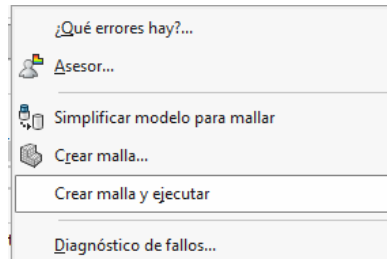 ¿Qué errores hay?...
Asesor...
Simplificar modelo para mallar
Crear malla...
Crear malla y ejecutar
Diagnóstico de fallos...